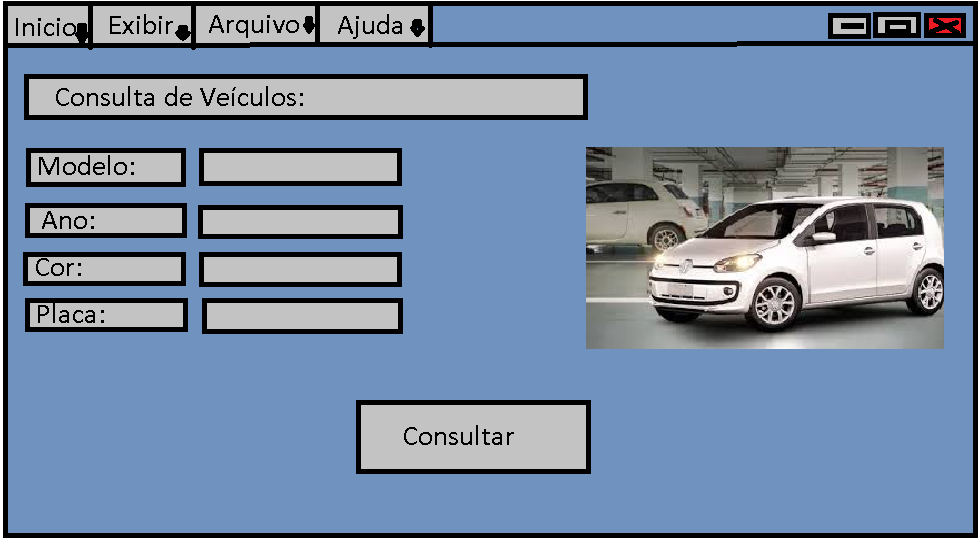 Inicio Exibir Arquivo Ajuda
Consulta de Veículos:
Modelo:
Ano:
Cor:
Placa:
Consultar